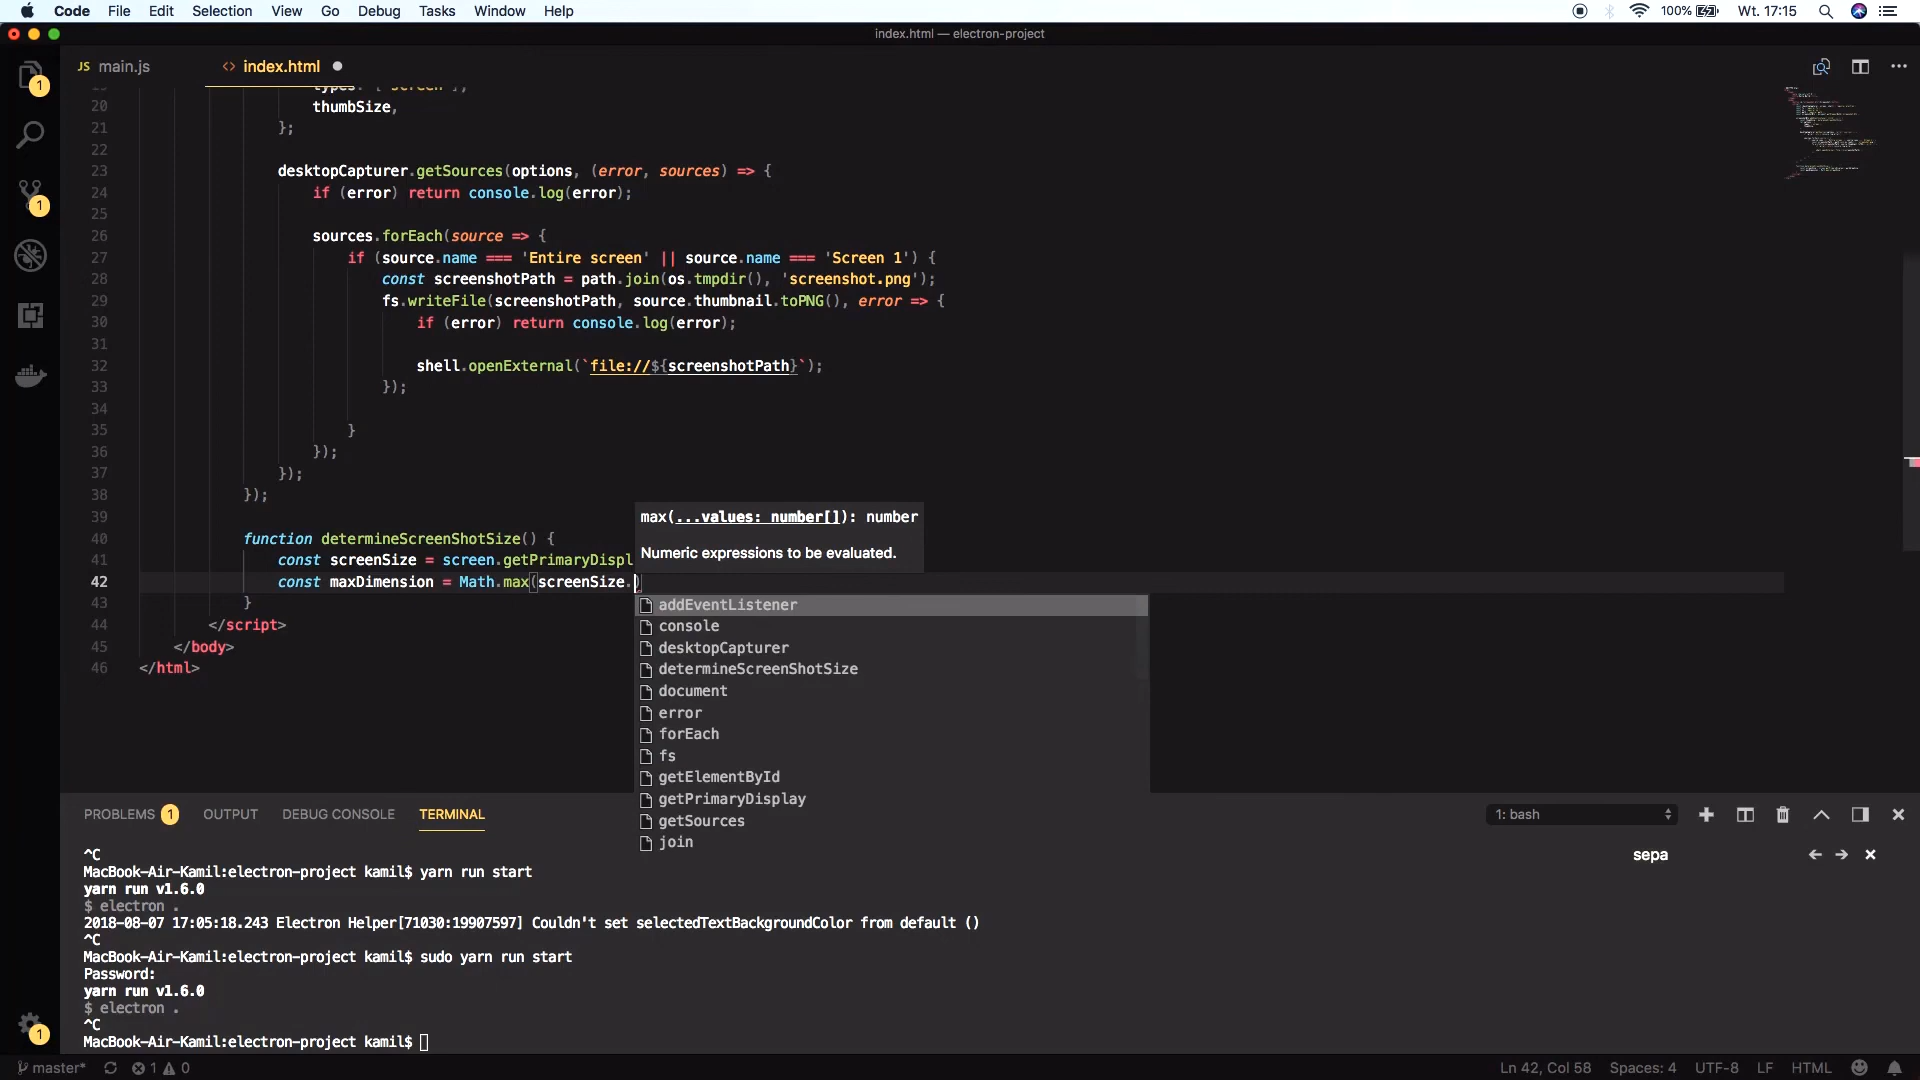 Code File Edit Selection View Go Debug Tasks Window Help 100% Wt. 17:15
index.html — electron-project
JS main.js <> index.html
1
20 thumbSize,
21 };
22
23 desktopCapturer.getSources(options, (error, sources) => {
24 if (error) return console.log(error);
25
26 sources.forEach(source => {
27 if (source.name === 'Entire screen' || source.name === 'Screen 1') {
28 const screenshotPath = path.join(os.tmpdir(), 'screenshot.png');
29 fs.writeFile(screenshotPath, source.thumbnail.toPNG(), error => {
30 if (error) return console.log(error);
31
32 shell.openExternal(`file://${screenshotPath}`);
33 });
34
35 }
36 });
37 });
38 });
39
40 function determineScreenShotSize() {
41 const screenSize = screen.getPrimaryDispl
42 const maxDimension = Math.max(screenSize.)
43 }
44 </script>
45 </body>
46 </html>
1
max(...values: number[]): number
Numeric expressions to be evaluated.
addEventListener
console
desktopCapturer
determineScreenShotSize
document
error
forEach
fs
getElementById
getPrimaryDisplay
getSources
join
PROBLEMS 1 OUTPUT DEBUG CONSOLE TERMINAL 1: bash
sepa
^C
MacBook-Air-Kamil:electron-project kamil$ yarn run start
yarn run v1.6.0
$ electron .
2018-08-07 17:05:18.243 Electron Helper[71030:19907597] Couldn't set selectedTextBackgroundColor from default ()
^C
MacBook-Air-Kamil:electron-project kamil$ sudo yarn run start
Password:
yarn run v1.6.0
$ electron .
^C
MacBook-Air-Kamil:electron-project kamil$
1
master* 1 0 Ln 42, Col 58 Spaces: 4 UTF-8 LF HTML